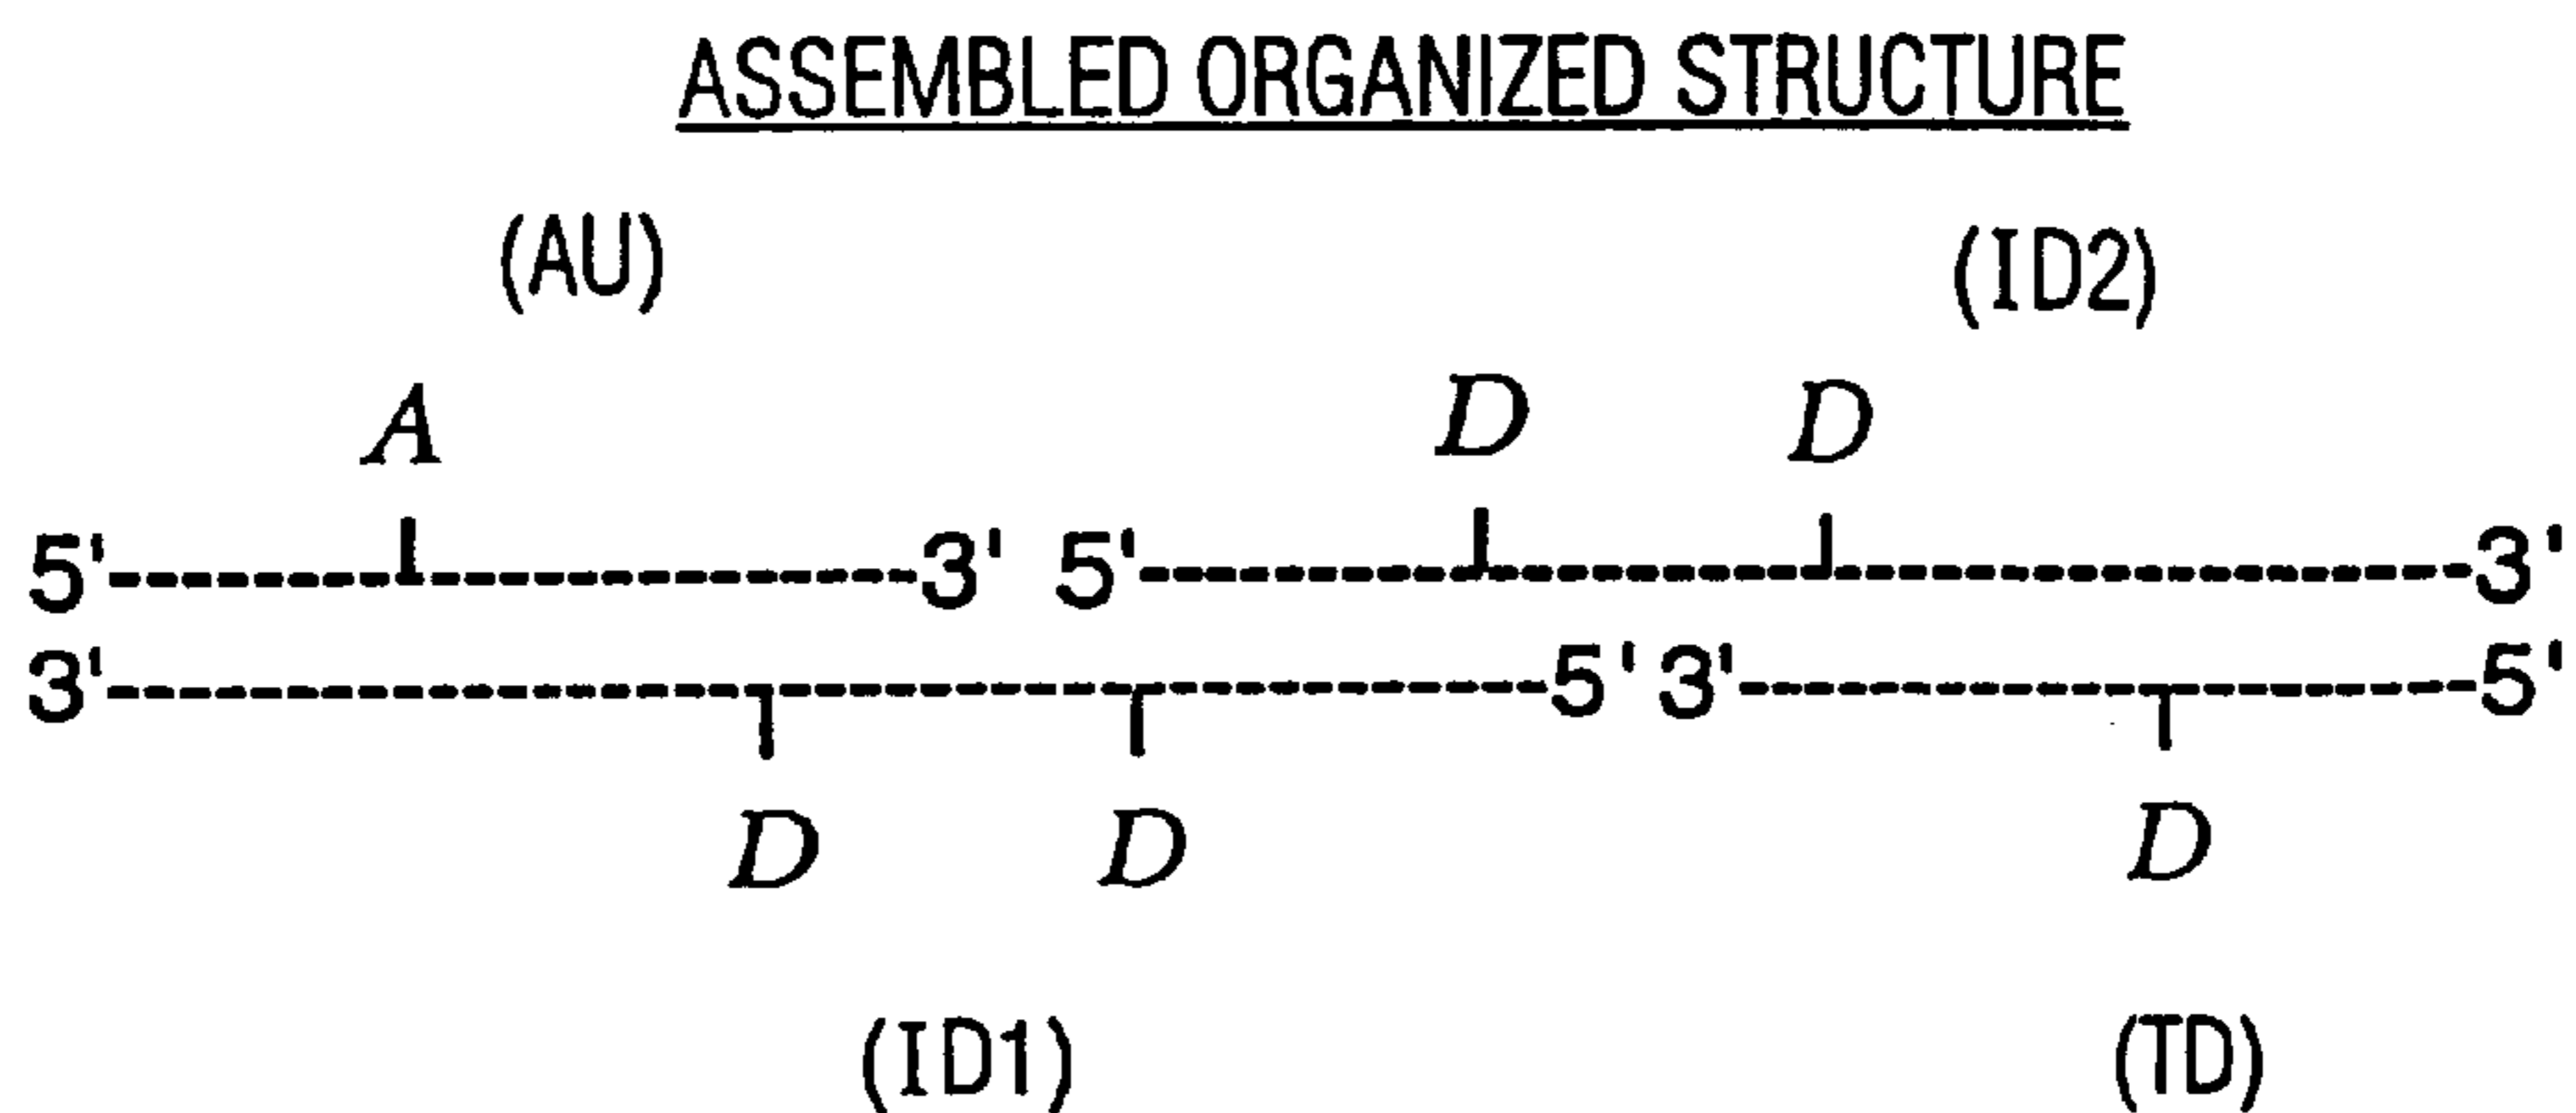 ASSEMBLED ORGANIZED STRUCTURE
(AU) (ID2)
A D D
5' 3' 5' 3'
3' 5' 3' 5'
D D D
(ID1) (TD)